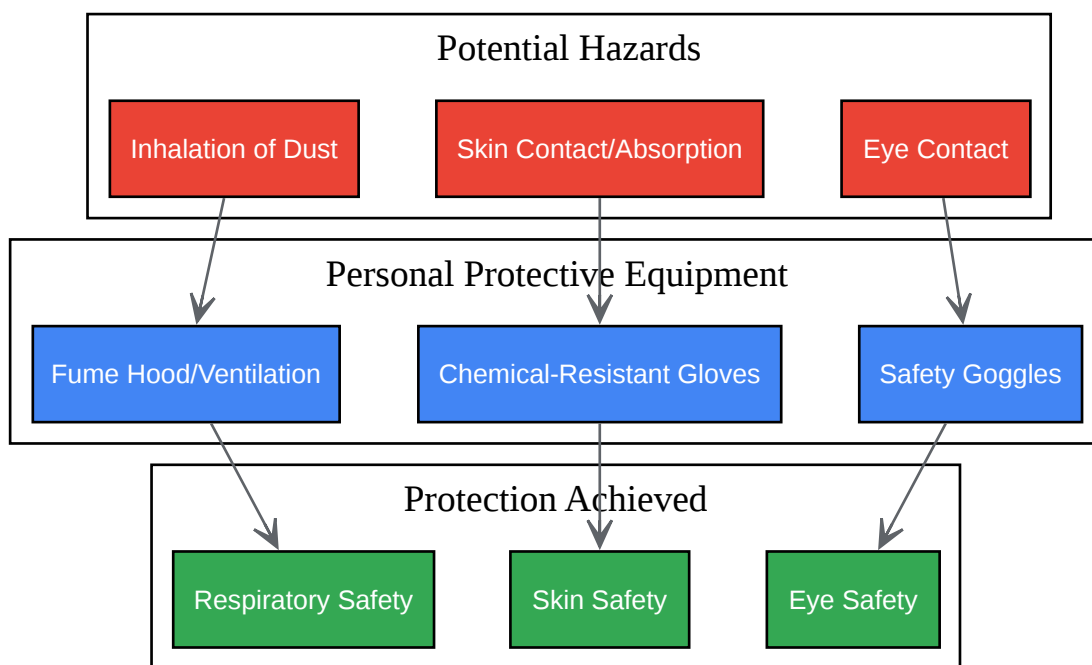 Potential Hazards
Inhalation of Dust
Skin Contact/Absorption
Eye Contact
Personal Protective Equipment
Fume Hood/Ventilation
Chemical-Resistant Gloves
Safety Goggles
Protection Achieved
Respiratory Safety
Skin Safety
Eye Safety